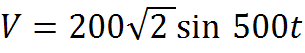 V = 200√2 sin 500t